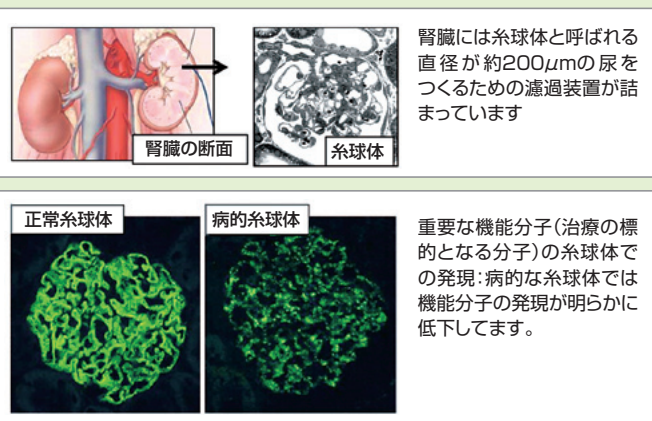 腎臓の断面
糸球体
腎臓には糸球体と呼ばれる
直径が約200μmの尿を
つくるための濾過装置が詰
まっています
正常糸球体
病的糸球体
重要な機能分子(治療の標
的となる分子)の糸球体で
の発現:病的な糸球体では
機能分子の発現が明らかに
低下してます。